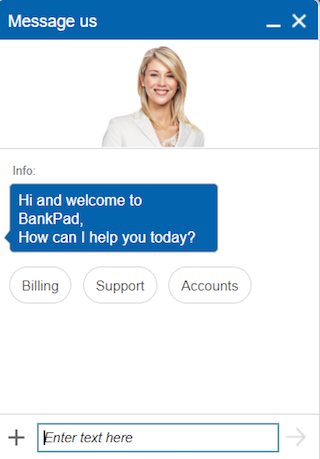 Message us
Info:
Hi and welcome to
BankPad,
How can I help you today?
Billing Support Accounts
Enter text here